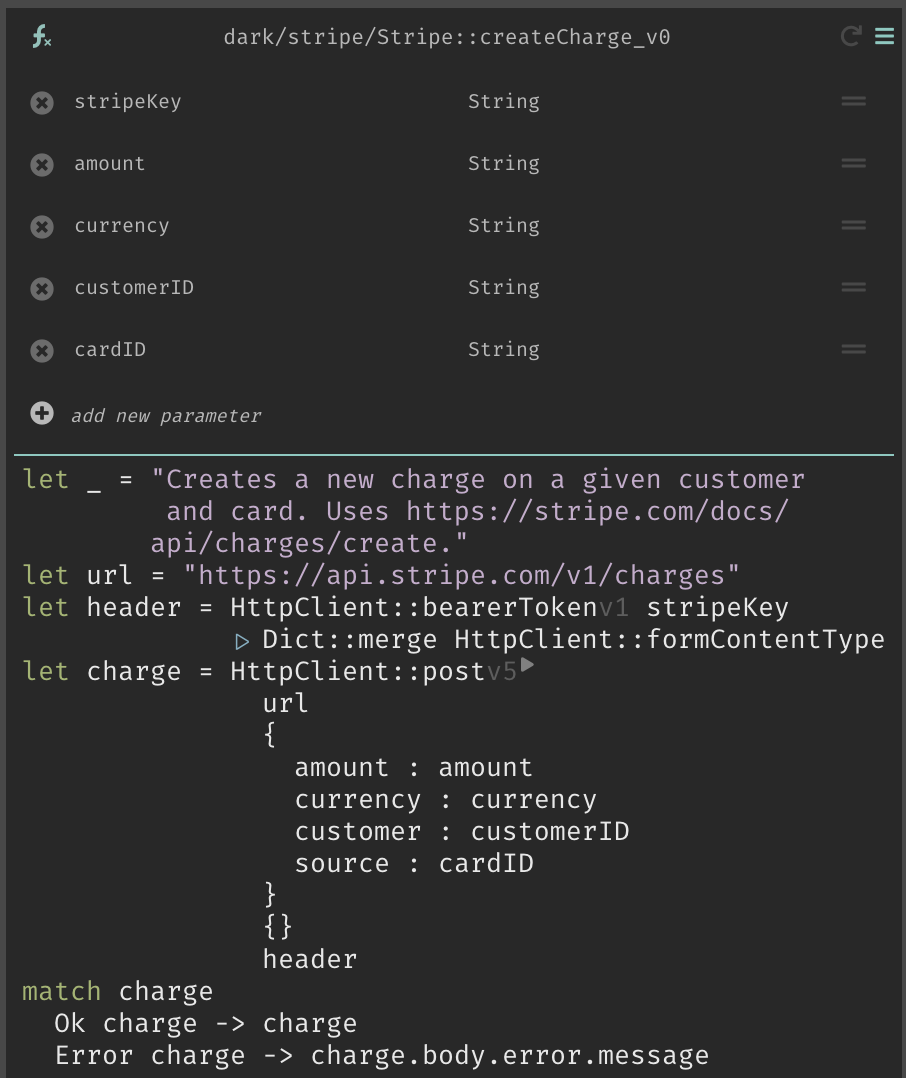 fx
dark/stripe/Stripe::createCharge_v0
stripeKey String
amount String
currency String
customerID String
cardID String
add new parameter
let _ = "Creates a new charge on a given customer
and card. Uses https://stripe.com/docs/
api/charges/create."
let url = "https://api.stripe.com/v1/charges"
let header = HttpClient::bearerTokenv1 stripeKey
▷ Dict::merge HttpClient::formContentType
let charge = HttpClient::postv5
url
{
amount : amount
currency : currency
customer : customerID
source : cardID
}
{}
header
match charge
Ok charge -> charge
Error charge -> charge.body.error.message